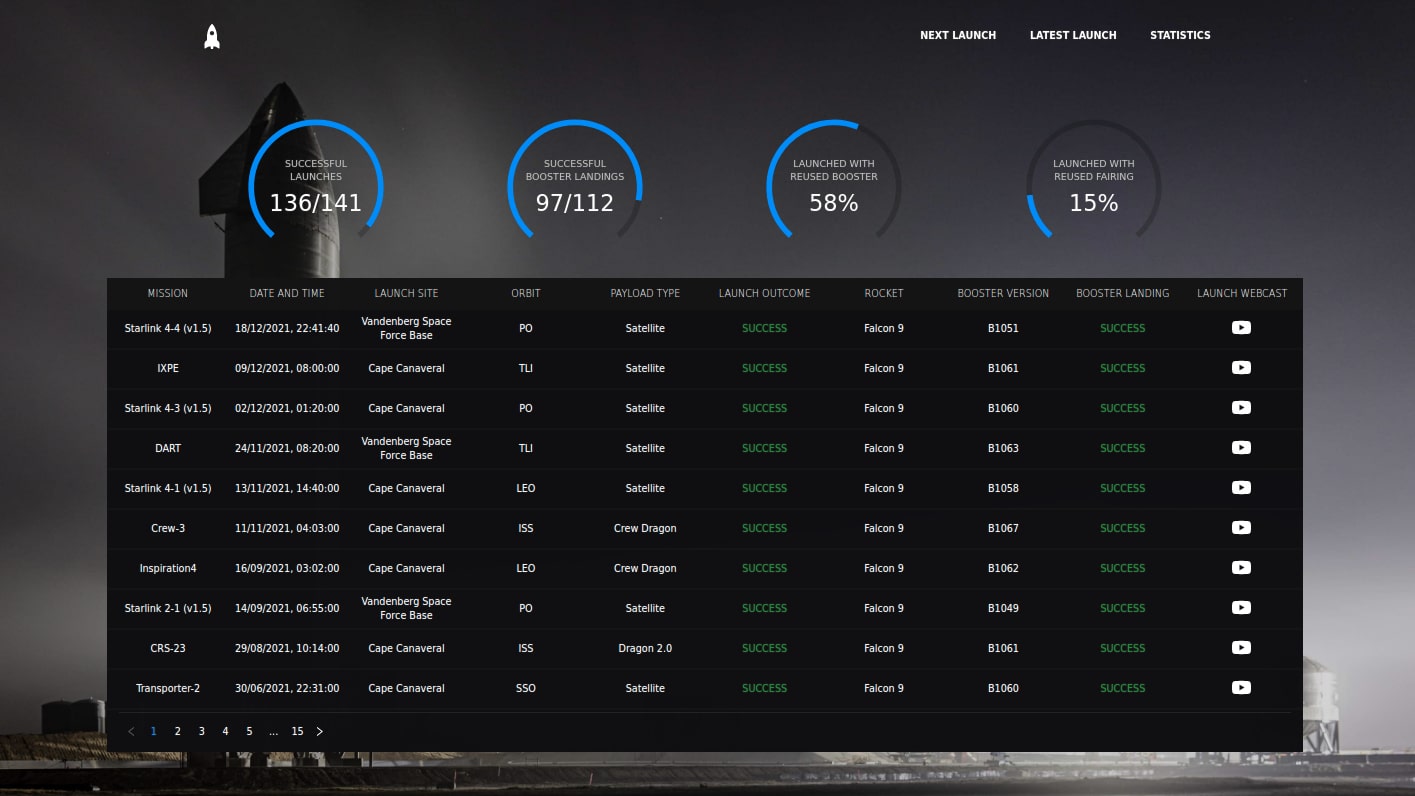 NEXT LAUNCH LATEST LAUNCH STATISTICS
SUCCESSFUL LAUNCHES 136/141
SUCCESSFUL BOOSTER LANDINGS 97/112
LAUNCHED WITH REUSED BOOSTER 58%
LAUNCHED WITH REUSED FAIRING 15%
MISSION DATE AND TIME LAUNCH SITE ORBIT PAYLOAD TYPE LAUNCH OUTCOME ROCKET BOOSTER VERSION BOOSTER LANDING LAUNCH WEBCAST
Starlink 4-4 (v1.5) 18/12/2021, 22:41:40 Vandenberg Space Force Base PO Satellite SUCCESS Falcon 9 B1051 SUCCESS
IXPE 09/12/2021, 08:00:00 Cape Canaveral TLI Satellite SUCCESS Falcon 9 B1061 SUCCESS
Starlink 4-3 (v1.5) 02/12/2021, 01:20:00 Cape Canaveral PO Satellite SUCCESS Falcon 9 B1060 SUCCESS
DART 24/11/2021, 08:20:00 Vandenberg Space Force Base TLI Satellite SUCCESS Falcon 9 B1063 SUCCESS
Starlink 4-1 (v1.5) 13/11/2021, 14:40:00 Cape Canaveral LEO Satellite SUCCESS Falcon 9 B1058 SUCCESS
Crew-3 11/11/2021, 04:03:00 Cape Canaveral ISS Crew Dragon SUCCESS Falcon 9 B1067 SUCCESS
Inspiration4 16/09/2021, 03:02:00 Cape Canaveral LEO Crew Dragon SUCCESS Falcon 9 B1062 SUCCESS
Starlink 2-1 (v1.5) 14/09/2021, 06:55:00 Vandenberg Space Force Base PO Satellite SUCCESS Falcon 9 B1049 SUCCESS
CRS-23 29/08/2021, 10:14:00 Cape Canaveral ISS Dragon 2.0 SUCCESS Falcon 9 B1061 SUCCESS
Transporter-2 30/06/2021, 22:31:00 Cape Canaveral SSO Satellite SUCCESS Falcon 9 B1060 SUCCESS
< 1 2 3 4 5 ... 15 >